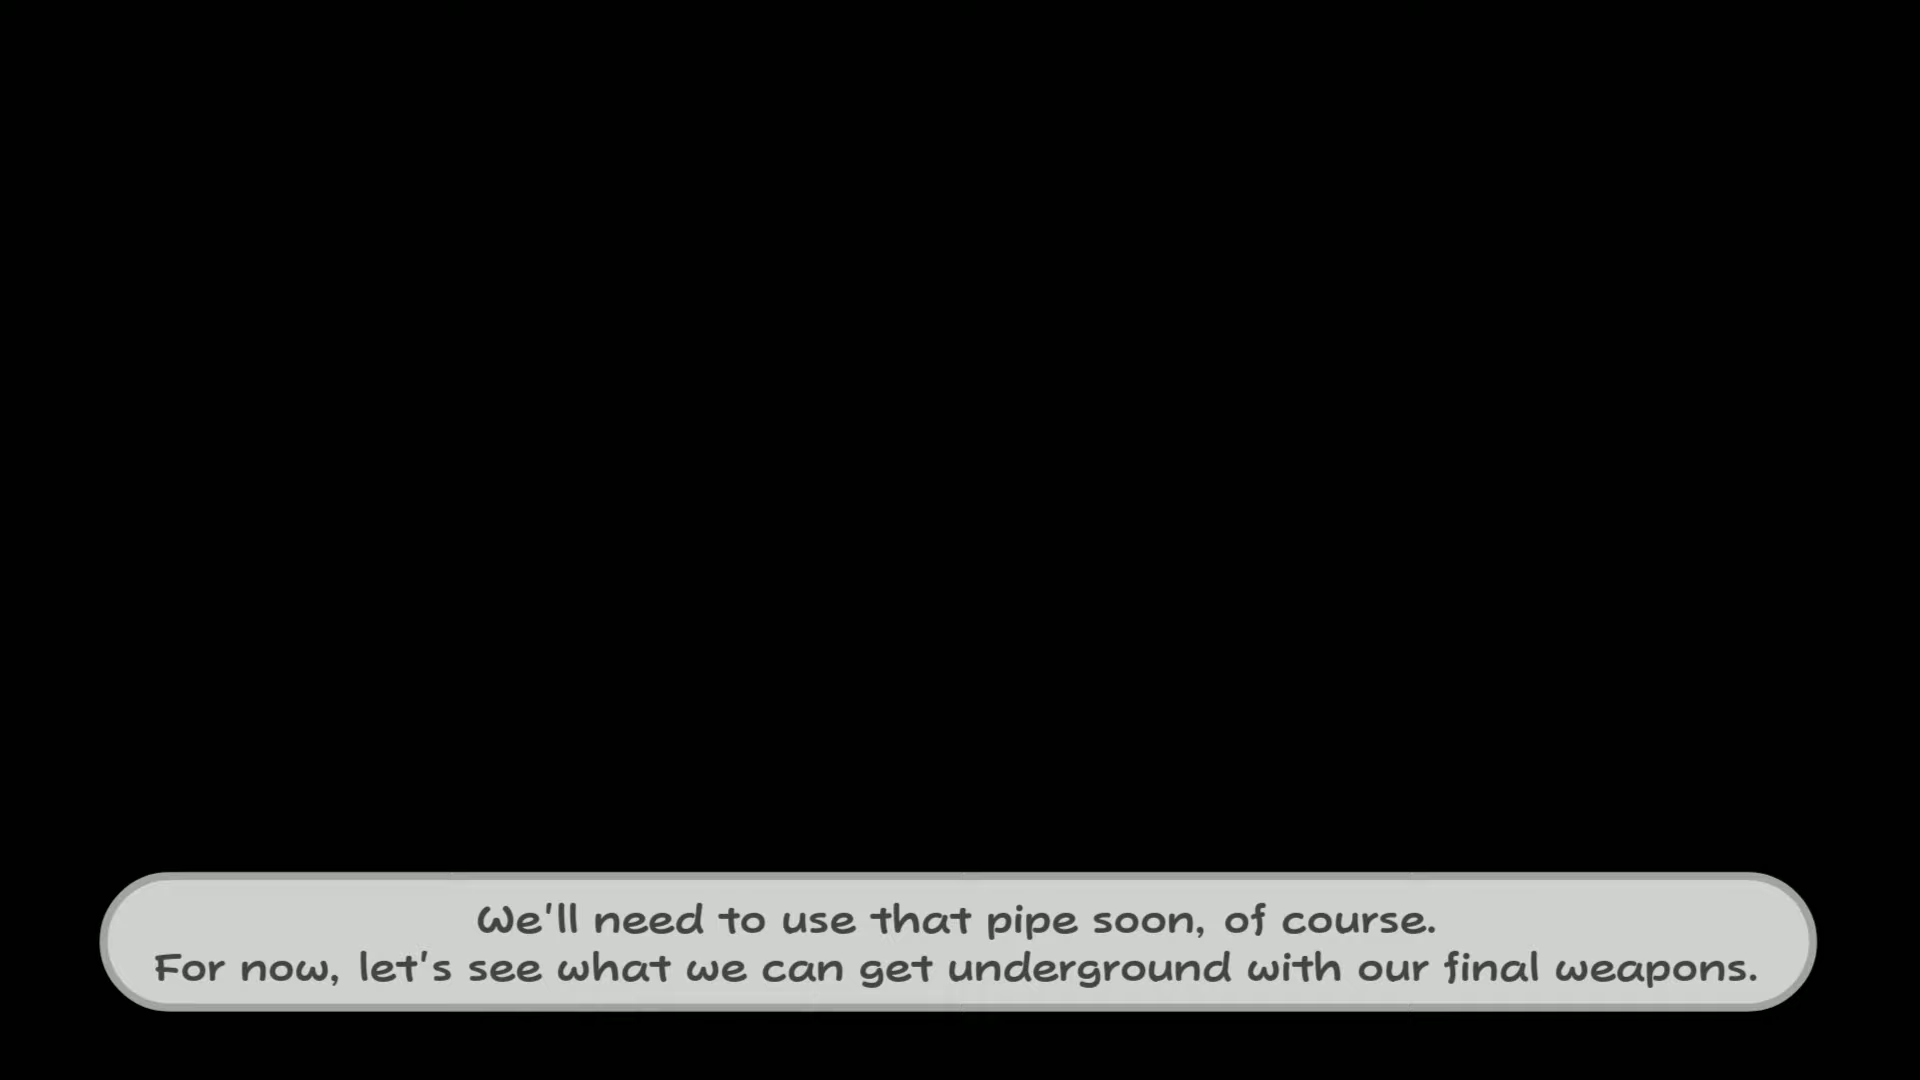 We'll need to use that pipe soon, of course.
For now, let's see what we can get underground with our final weapons.